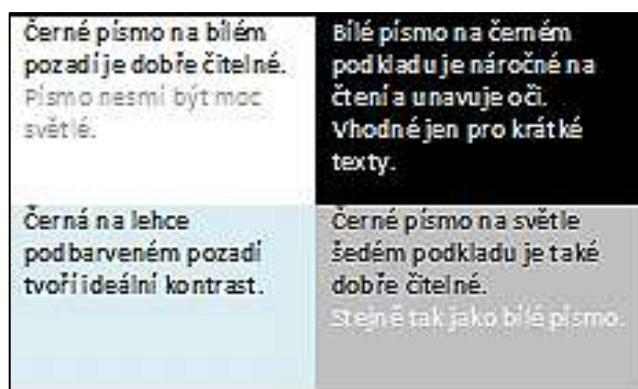 Černé písmo na bílém
pozadí je dobře čitelné.
Písmo nesmí být moc
světlé.
Bílé písmo na černém
podkladu je náročné na
čtení a unavuje oči.
Vhodné jen pro krátké
texty.
Černá na lehce
podbarveném pozadí
tvoří ideální kontrast.
Černé písmo na světle
šedém podkladu je také
dobře čitelné.
Stejně tak jako bílé písmo.